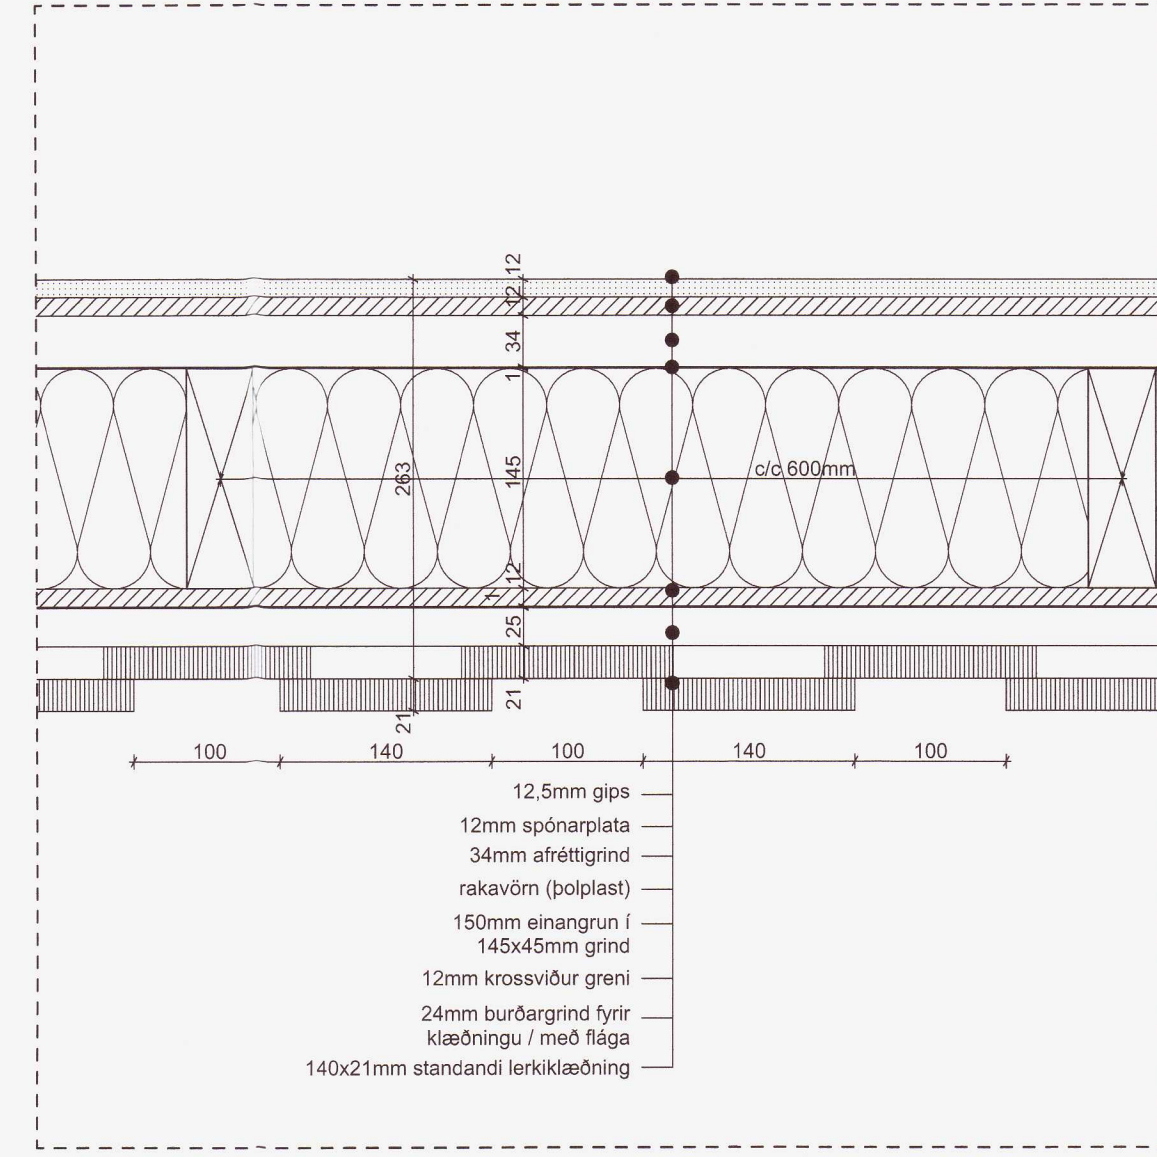 12
12
34
1
263
145
c/c 600mm
12
1
25
21
21
100
140
100
140
100
12,5mm gips
12mm spónarplata
34mm afréttigrind
rakavörn (þolplast)
150mm einangrun í
145x45mm grind
12mm krossviður greni
24mm burðargrind fyrir
klæðningu / með flága
140x21mm standandi lerkiklæðning